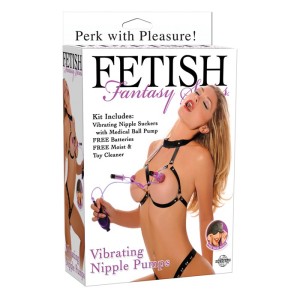 Perk with Pleasure!
FETISH
Fantasy Series
Kit Includes:
Vibrating Nipple Suckers
with Medical Ball Pump
FREE Batteries
FREE Moist &
Toy Cleaner
Vibrating
Nipple Pumps